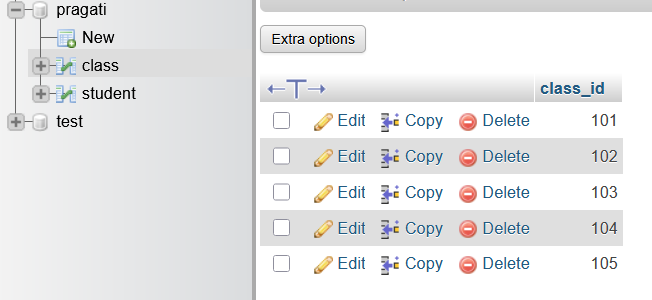 pragati
New
class
student
test
Extra options
←T→ class_id
Edit Copy Delete 101
Edit Copy Delete 102
Edit Copy Delete 103
Edit Copy Delete 104
Edit Copy Delete 105